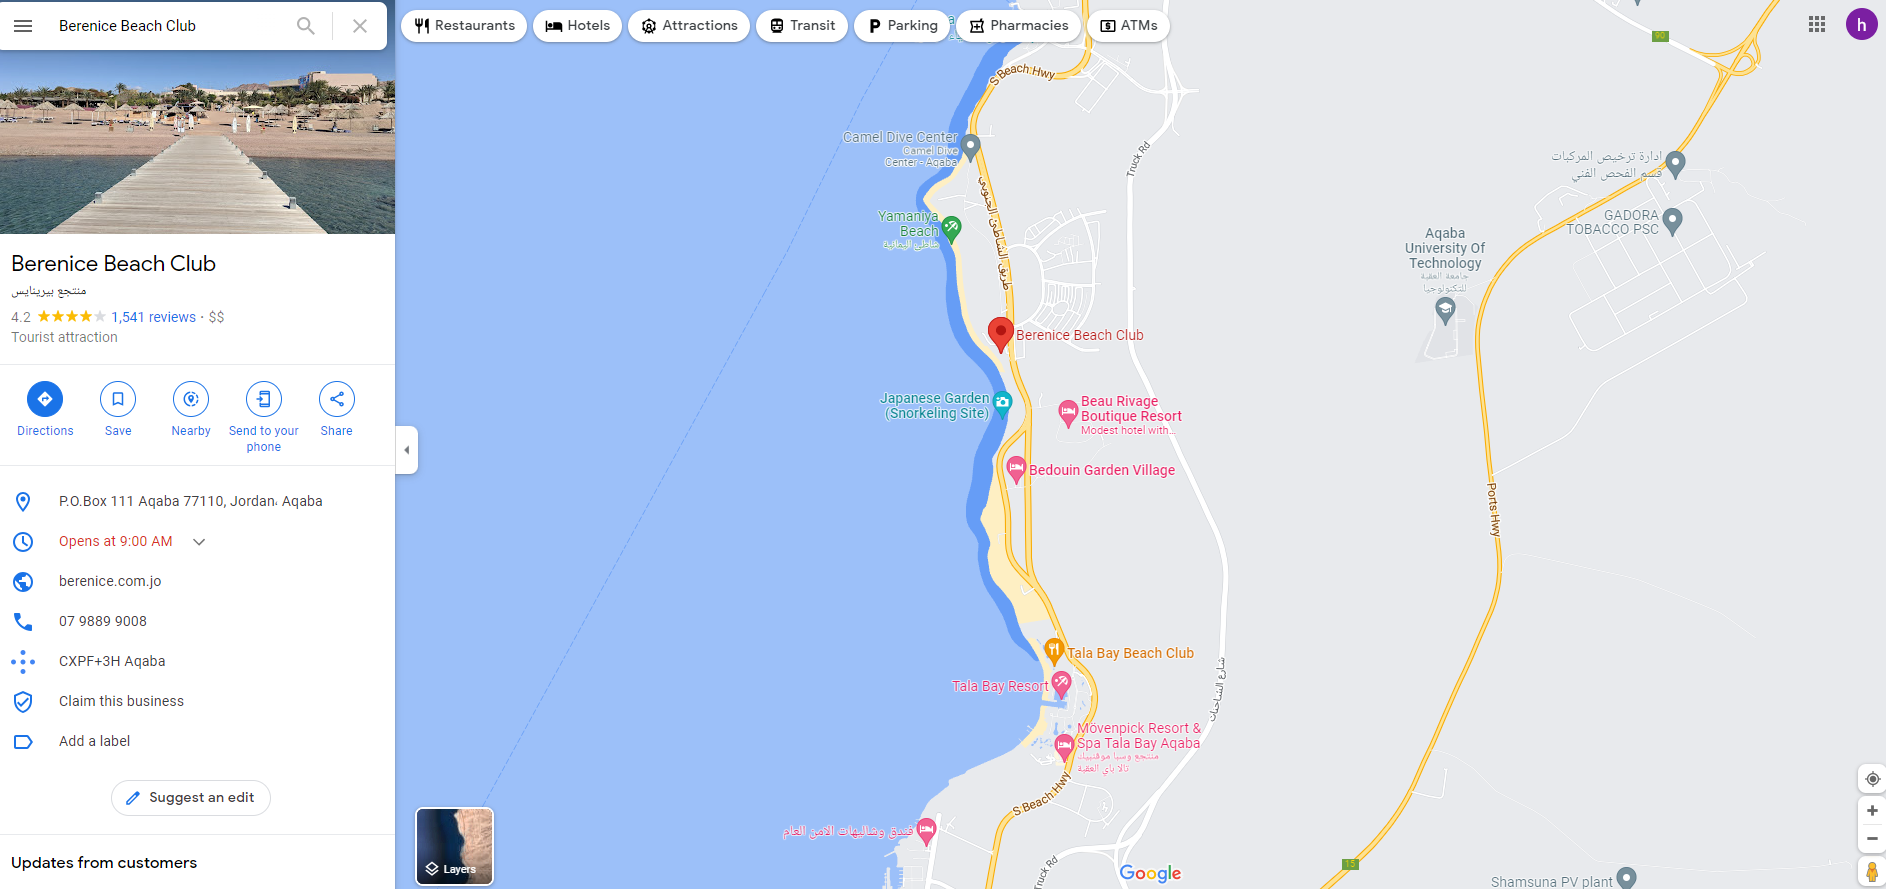 Berenice Beach Club
Restaurants
Hotels
Attractions
Transit
Parking
Pharmacies
ATMs
h
Berenice Beach Club
منتجع بيرينايس
4.2 1,541 reviews · $$
Tourist attraction
Directions
Save
Nearby
Send to your
phone
Share
P.O.Box 111 Aqaba 77110, Jordan، Aqaba
Opens at 9:00 AM
berenice.com.jo
07 9889 9008
CXPF+3H Aqaba
Claim this business
Add a label
Suggest an edit
Updates from customers
S Beach Hwy
90
Camel Dive Center
Camel Dive
Center - Aqaba
Truck Rd
ادارة ترخيص المركبات
قسم الفحص الفني
Yamaniya
Beach
شاطئ اليمانية
طريق الشاطئ الجنوبي
GADORA
TOBACCO PSC
Aqaba
University Of
Technology
جامعة العقبة
للتكنولوجيا
Berenice Beach Club
Japanese Garden
(Snorkeling Site)
Beau Rivage
Boutique Resort
Modest hotel with...
Bedouin Garden Village
Ports Hwy
Tala Bay Beach Club
Tala Bay Resort
شارع الشاحنات
Mövenpick Resort &
Spa Tala Bay Aqaba
منتجع وسبا موفنبيك
تالا باي العقبة
S Beach Hwy
فندق وشاليهات الامن العام
Truck Rd
15
Layers
Google
Shamsuna PV plant